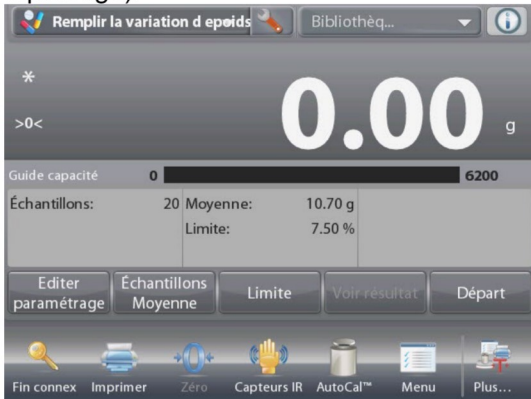 Remplir la variation d epoids
Bibliothèq...
*
>0<
0.00 g
Guide capacité 0 6200
Échantillons: 20 Moyenne: 10.70 g
Limite: 7.50 %
Editer paramétrage
Échantillons Moyenne
Limite
Voir résultat
Départ
Fin connex
Imprimer
Zéro
Capteurs IR
AutoCal™
Menu
Plus...